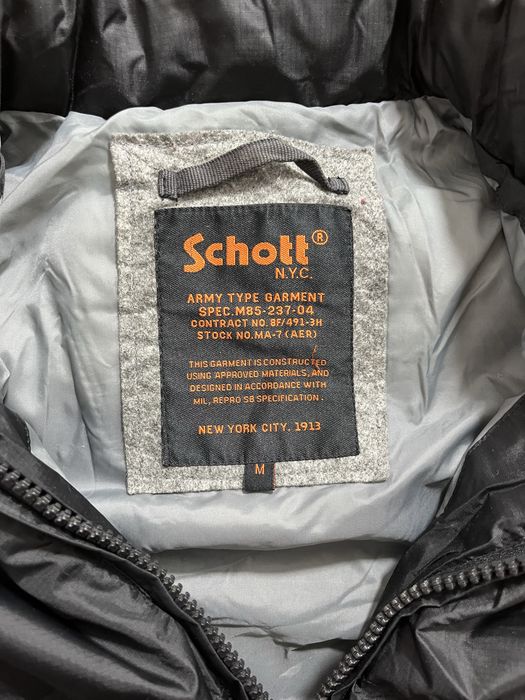 Schott®
N.Y.C.
ARMY TYPE GARMENT
SPEC.M85-237-04
CONTRACT NO. 8F/491-3H
STOCK NO.MA-7 (AER)
THIS GARMENT IS CONSTRUCTED
USING APPROVED MATERIALS, AND
DESIGNED IN ACCORDANCE WITH
MIL, REPRO SB SPECIFICATION.
NEW YORK CITY. 1913
M